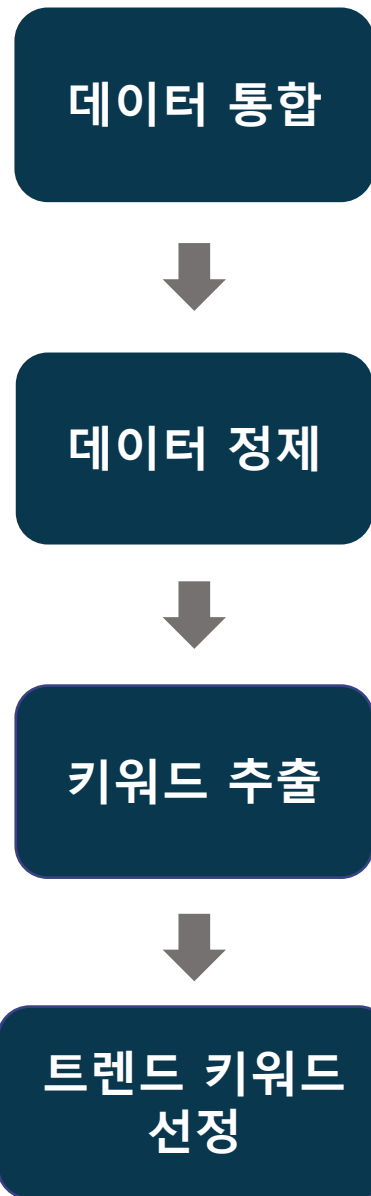 데이터 통합
데이터 정제
키워드 추출
트렌드 키워드
선정